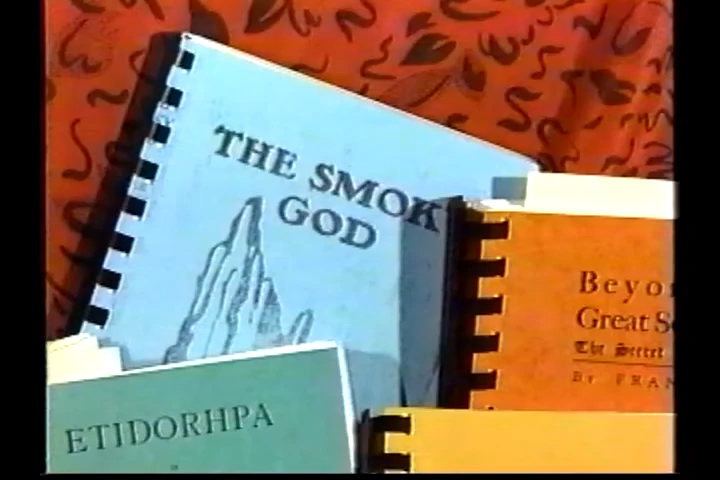 THE SMOK
GOD
Beyo
Great S
The Secret
BY FRAN
ETIDORHPA